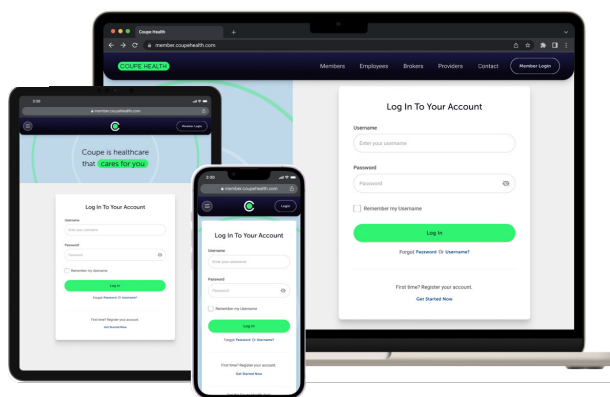 Coupe Health
member.coupehealth.com
COUPE HEALTH
Members Employees Brokers Providers Contact Member Login
Log In To Your Account
Username
Enter your username
Password
Password
Remember my Username
Log In
Forgot Password Or Username?
First time? Register your account.
Get Started Now
3:08
member.coupehealth.com
Member Login
Coupe is healthcare
that cares for you
Log In To Your Account
Username
Enter your username
Password
Password
Remember my Username
Log In
Forgot Password Or Username?
First time? Register your account.
Get Started Now
3:08
member.coupehealth.com
Login
Log In To Your Account
Username
Enter your username
Password
Password
Remember my Username
Log In
Forgot Password Or Username?
First time? Register your account.
Get Started Now